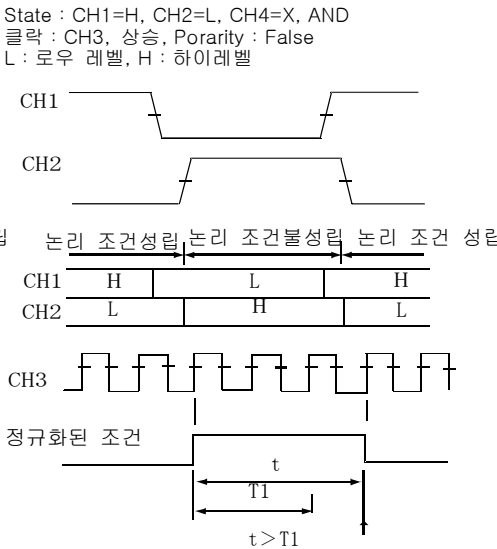 State : CH1=H, CH2=L, CH4=X, AND
클락 : CH3, 상승, Porarity : False
L : 로우 레벨, H : 하이레벨
CH1
CH2
립 논리 조건성립 논리 조건불성립 논리 조건 성립
CH1 H L H
CH2 L H L
CH3
정규화된 조건
t
T1
t>T1